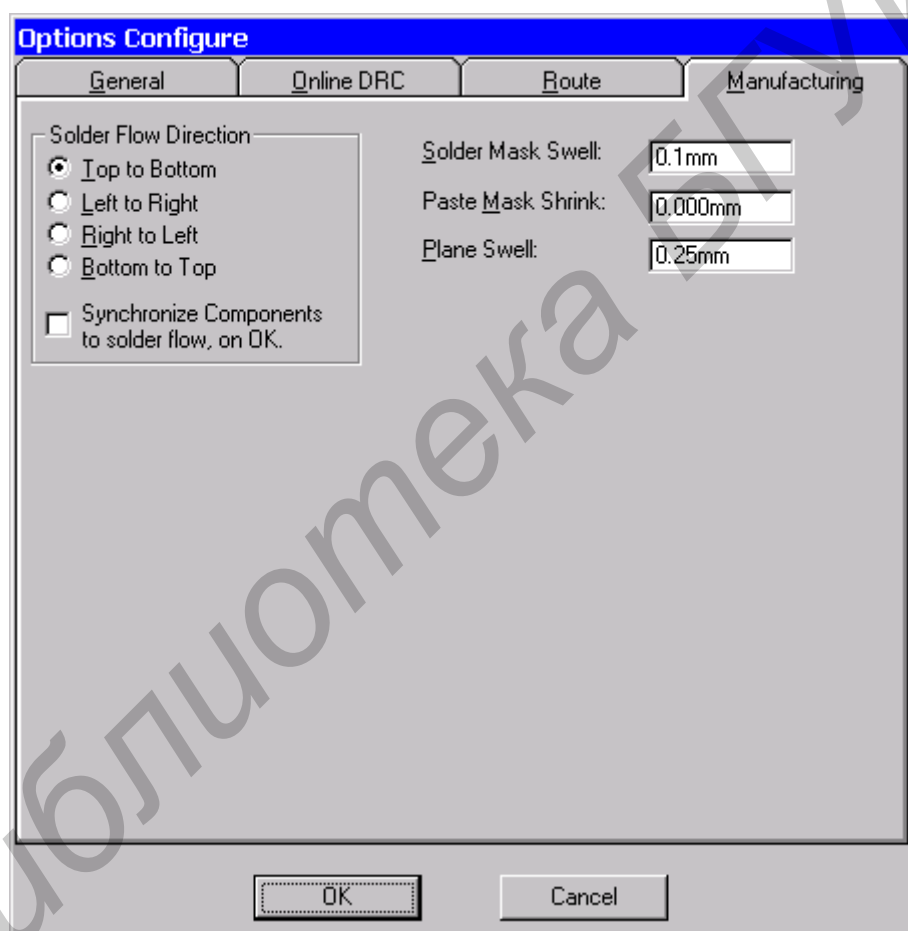 Options Configure
General Online DRC Route Manufacturing
Solder Flow Direction
Top to Bottom
Left to Right
Right to Left
Bottom to Top
Synchronize Components
to solder flow, on OK.
Solder Mask Swell: 0.1mm
Paste Mask Shrink: 0.000mm
Plane Swell: 0.25mm
OK Cancel